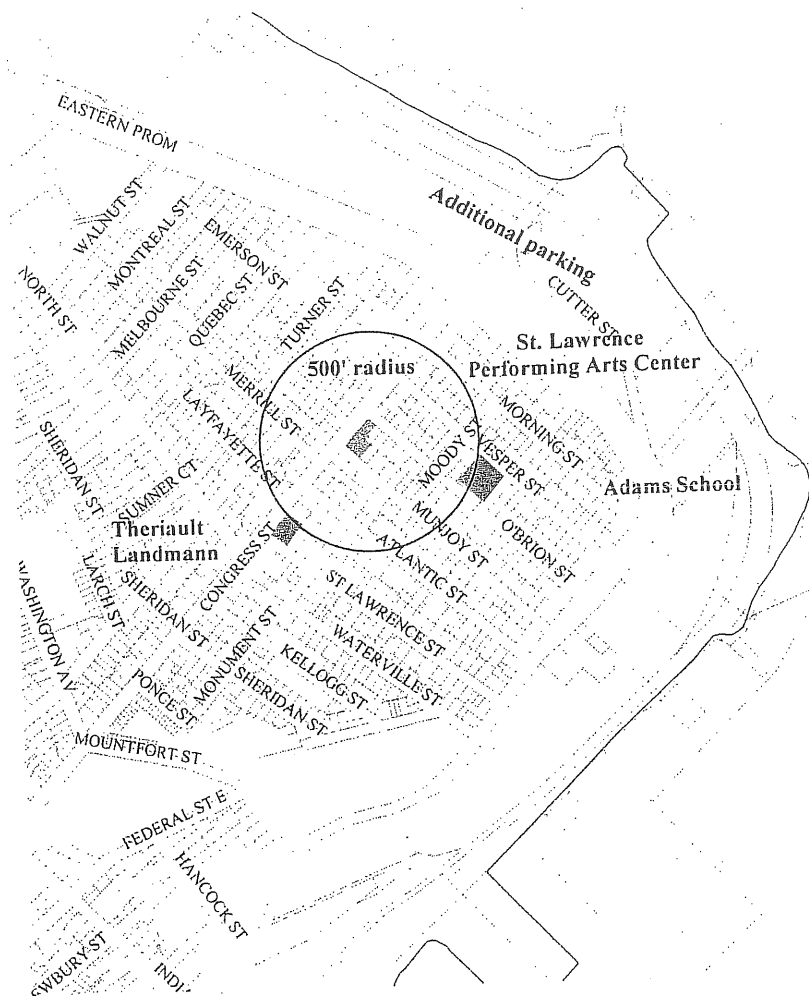 EASTERN PROM
WALNUT ST
MONTREAL ST
EMERSON ST
Additional parking
NORTH ST
MELBOURNE ST
QUEBEC ST
TURNER ST
CUTTER ST
St. Lawrence
Performing Arts Center
500' radius
MERRILL ST
LAYFAYETTE ST
MORNING ST
MOODY ST
VESPER ST
SHERIDAN ST
SUMNER CT
Adams School
MUNJOY ST
O'BRION ST
Theriault
Landmann
CONGRESS ST
ATLANTIC ST
LARCH ST
SHERIDAN ST
ST LAWRENCE ST
WASHINGTON AV
WATERVILLE ST
MONUMENT ST
KELLOGG ST
PONCE ST
SHERIDAN ST
MOUNTFORT ST
FEDERAL ST E
HANCOCK ST
SWBURY ST
INDI